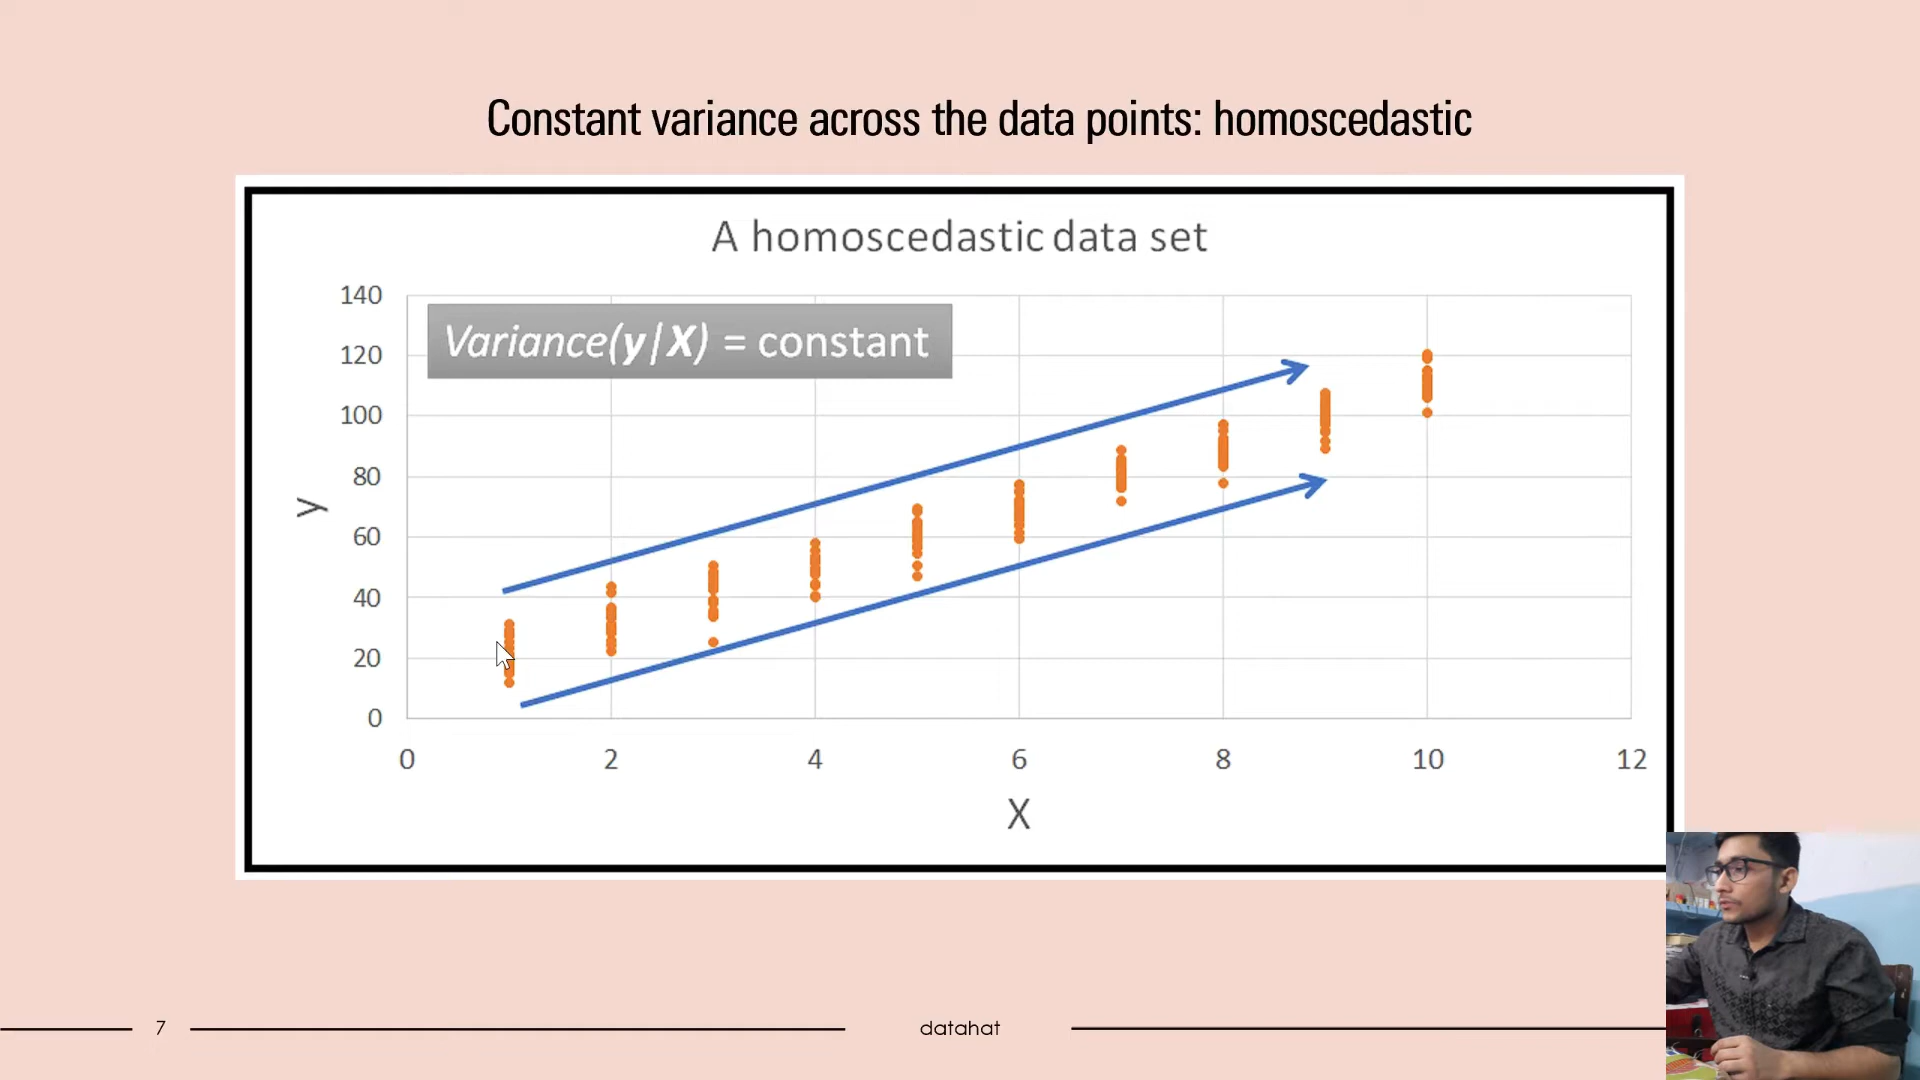 Constant variance across the data points: homoscedastic
A homoscedastic data set
Variance(y|X) = constant
140
120
100
80
60
40
20
0
y
0 2 4 6 8 10 12
X
7
datahat